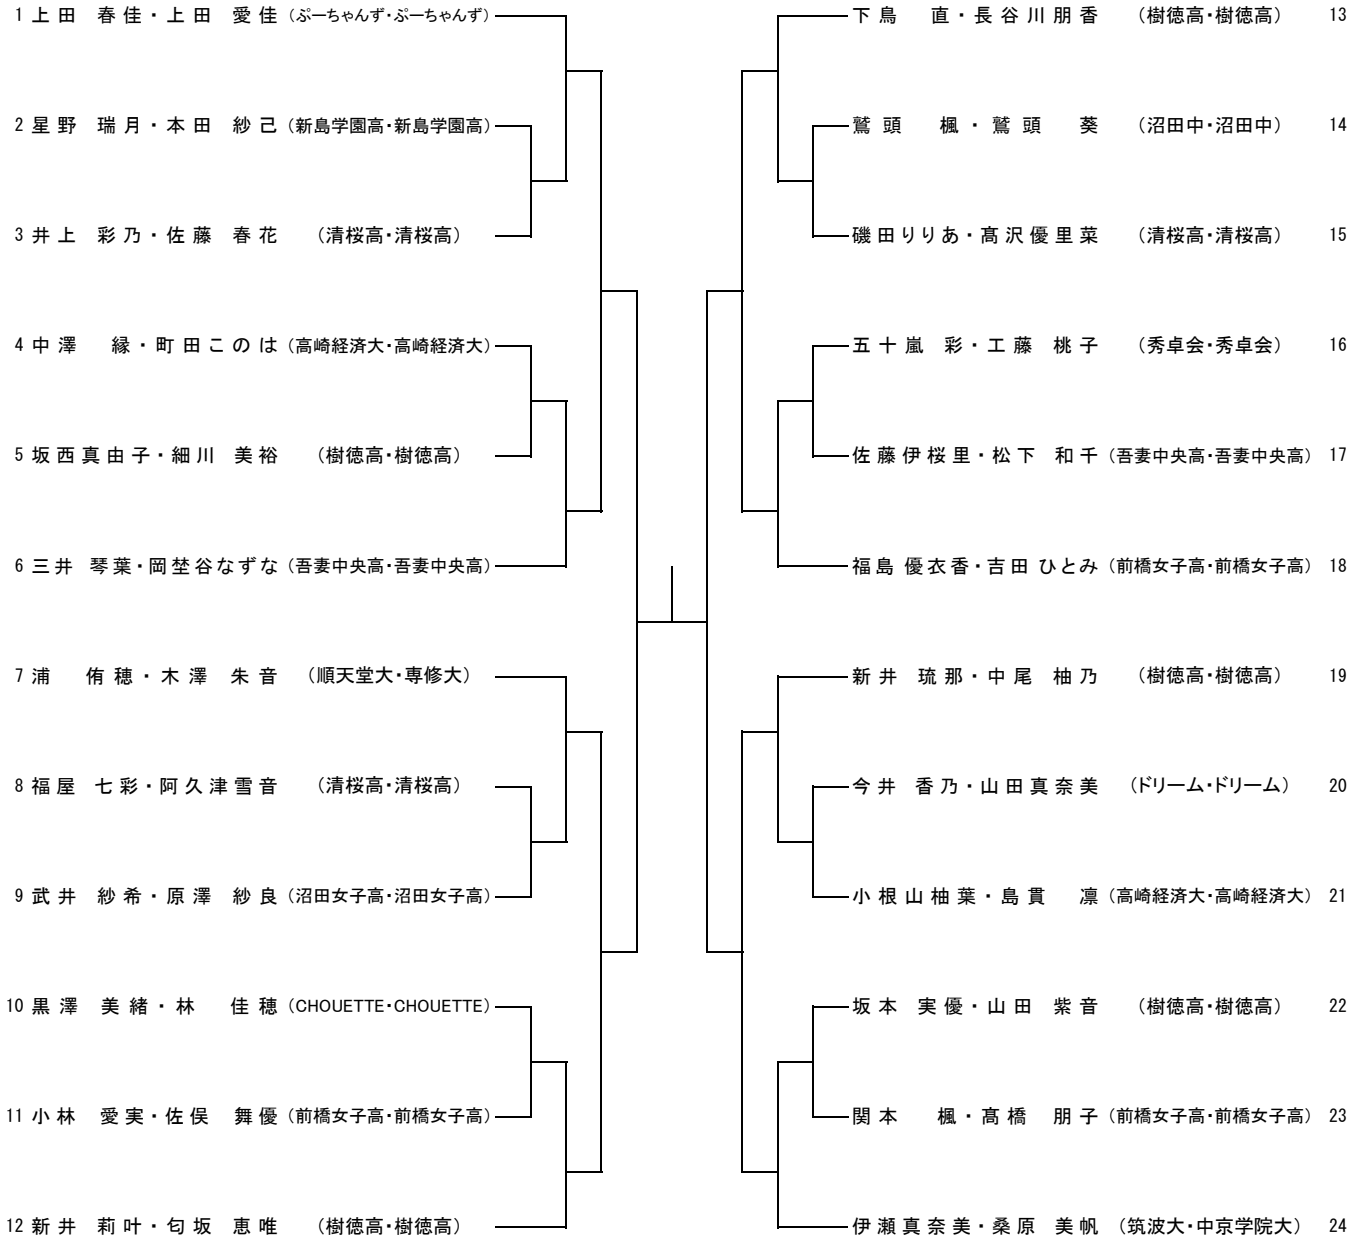 1 上田 春佳・上田 愛佳 (ぷーちゃんず・ぷーちゃんず)
2 星野 瑞月・本田 紗己 (新島学園高・新島学園高)
3 井上 彩乃・佐藤 春花 (清桜高・清桜高)
4 中澤 縁・町田このは (高崎経済大・高崎経済大)
5 坂西真由子・細川 美裕 (樹徳高・樹徳高)
6 三井 琴葉・岡埜谷なずな (吾妻中央高・吾妻中央高)
7 浦 侑穂・木澤 朱音 (順天堂大・専修大)
8 福屋 七彩・阿久津雪音 (清桜高・清桜高)
9 武井 紗希・原澤 紗良 (沼田女子高・沼田女子高)
10 黒澤 美緒・林 佳穂 (CHOUETTE・CHOUETTE)
11 小林 愛実・佐俣 舞優 (前橋女子高・前橋女子高)
12 新井 莉叶・匂坂 恵唯 (樹徳高・樹徳高)
下鳥 直・長谷川朋香 (樹徳高・樹徳高) 13
鷲頭 楓・鷲頭 葵 (沼田中・沼田中) 14
磯田りりあ・髙沢優里菜 (清桜高・清桜高) 15
五十嵐 彩・工藤 桃子 (秀卓会・秀卓会) 16
佐藤伊桜里・松下 和千 (吾妻中央高・吾妻中央高) 17
福島 優衣香・吉田 ひとみ (前橋女子高・前橋女子高) 18
新井 琉那・中尾 柚乃 (樹徳高・樹徳高) 19
今井 香乃・山田真奈美 (ドリーム・ドリーム) 20
小根山柚葉・島貫 凛 (高崎経済大・高崎経済大) 21
坂本 実優・山田 紫音 (樹徳高・樹徳高) 22
関本 楓・髙橋 朋子 (前橋女子高・前橋女子高) 23
伊瀬真奈美・桑原 美帆 (筑波大・中京学院大) 24